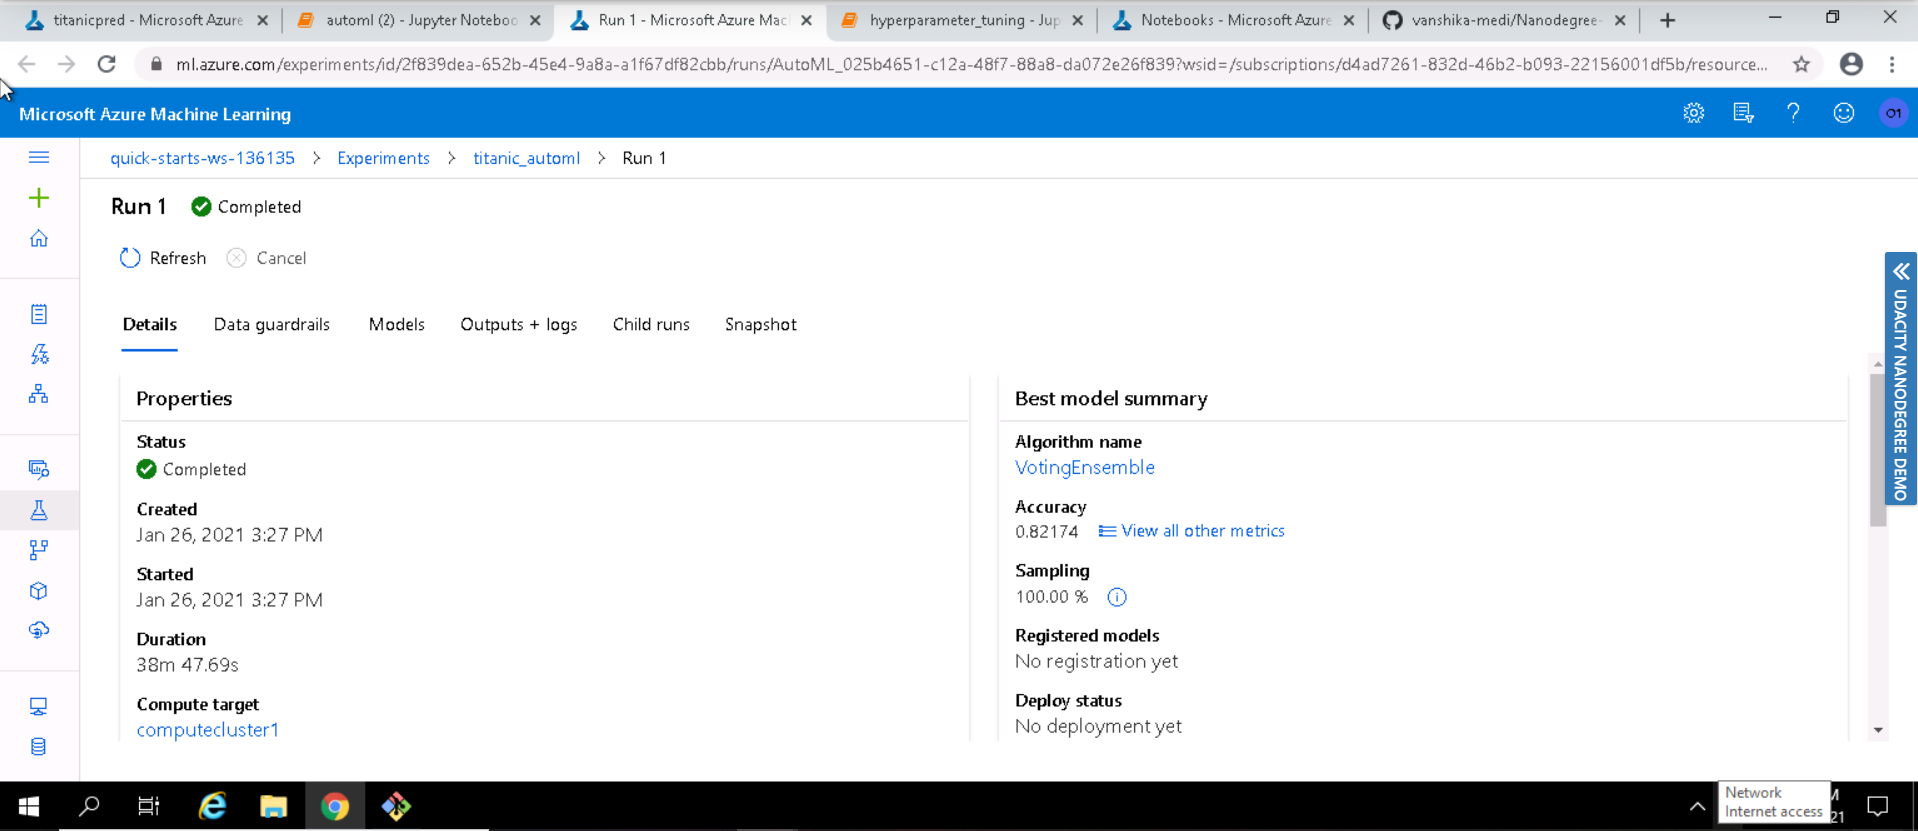 titanicpred - Microsoft Azure
automl (2) - Jupyter Noteboo
Run 1 - Microsoft Azure Mac
hyperparameter_tuning - Jup
Notebooks - Microsoft Azure
vanshika-medi/Nanodegree-
ml.azure.com/experiments/id/2f839dea-652b-45e4-9a8a-a1f67df82cbb/runs/AutoML_025b4651-c12a-48f7-88a8-da072e26f839?wsid=/subscriptions/d4ad7261-832d-46b2-b093-22156001df5b/resource...
Microsoft Azure Machine Learning
O1
quick-starts-ws-136135 > Experiments > titanic_automl > Run 1
Run 1 Completed
Refresh Cancel
Details Data guardrails Models Outputs + logs Child runs Snapshot
Properties
Status
Completed
Created
Jan 26, 2021 3:27 PM
Started
Jan 26, 2021 3:27 PM
Duration
38m 47.69s
Compute target
computecluster1
Best model summary
Algorithm name
VotingEnsemble
Accuracy
0.82174 View all other metrics
Sampling
100.00 %
Registered models
No registration yet
Deploy status
No deployment yet
UDACITY NANODEGREE DEMO
Network
Internet access
M
21